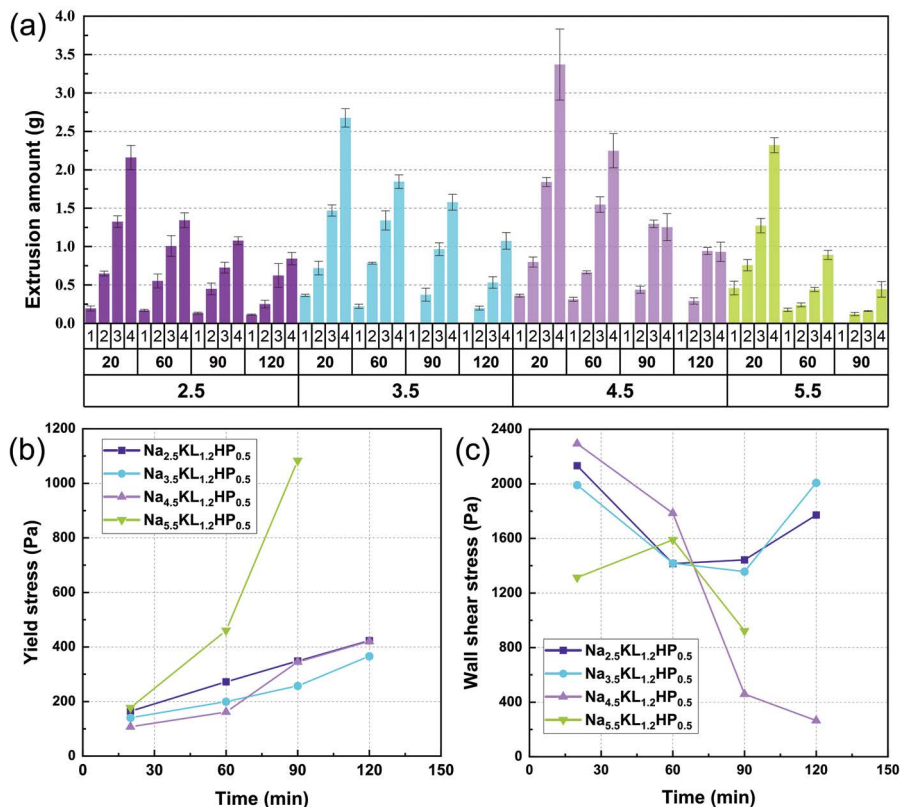 (a)
Extrusion amount (g)
4.0
3.5
3.0
2.5
2.0
1.5
1.0
0.5
0.0
1 2 3 4 1 2 3 4 1 2 3 4 1 2 3 4 1 2 3 4 1 2 3 4 1 2 3 4 1 2 3 4 1 2 3 4 1 2 3 4 1 2 3 4 1 2 3 4 1 2 3 4 1 2 3 4 1 2 3 4
20 60 90 120 20 60 90 120 20 60 90 120 20 60 90
2.5 3.5 4.5 5.5
(b)
Yield stress (Pa)
1200
1000
800
600
400
200
0
Na2.5KL1.2HP0.5
Na3.5KL1.2HP0.5
Na4.5KL1.2HP0.5
Na5.5KL1.2HP0.5
0 30 60 90 120 150
Time (min)
(c)
Wall shear stress (Pa)
2400
2000
1600
1200
800
400
0
Na2.5KL1.2HP0.5
Na3.5KL1.2HP0.5
Na4.5KL1.2HP0.5
Na5.5KL1.2HP0.5
0 30 60 90 120 150
Time (min)